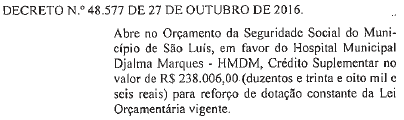 DECRETO N.º 48.577 DE 27 DE OUTUBRO DE 2016.
Abre no Orçamento da Seguridade Social do Muni-
cípio de São Luís, em favor do Hospital Municipal
Djalma Marques - HMDM, Crédito Suplementar no
valor de R$ 238.006,00 (duzentos e trinta e oito mil e
seis reais) para reforço de dotação constante da Lei
Orçamentária vigente.